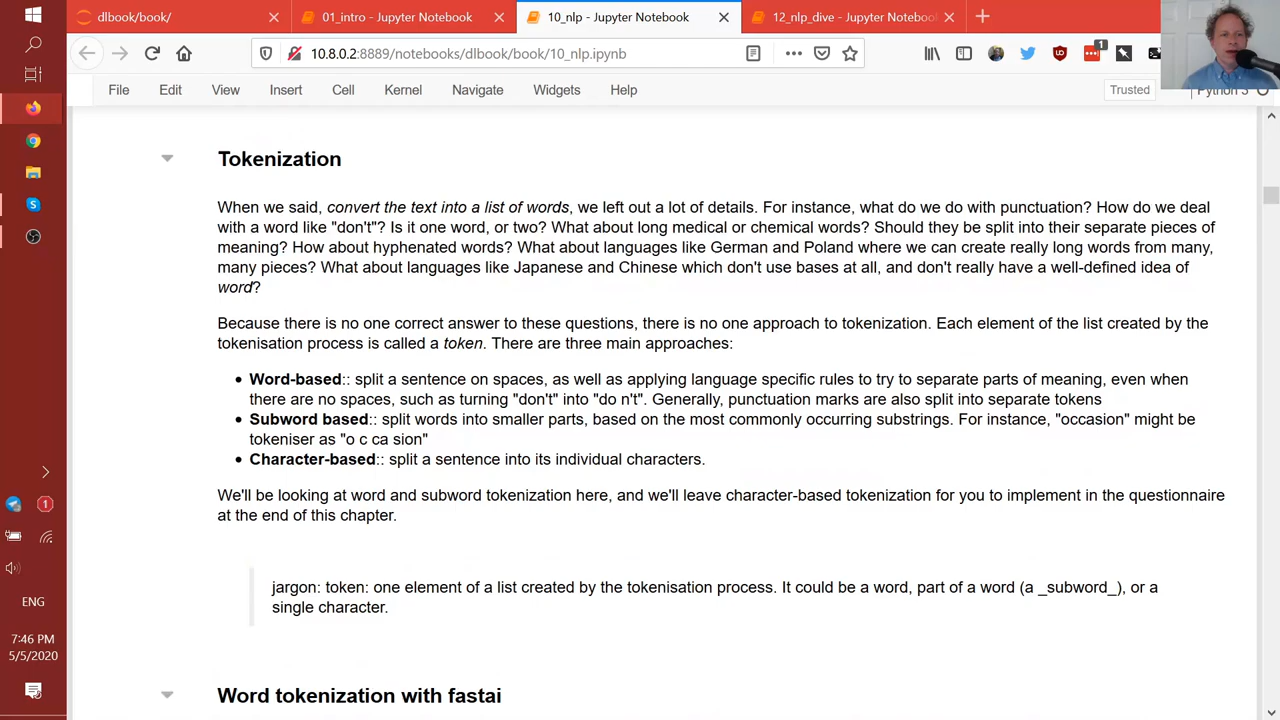 dlbook/book/
01_intro - Jupyter Notebook
10_nlp - Jupyter Notebook
12_nlp_dive - Jupyter Noteboo
10.8.0.2:8889/notebooks/dlbook/book/10_nlp.ipynb
1
File Edit View Insert Cell Kernel Widgets Help
Trusted
Python 3
Tokenization
When we said, convert the text into a list of words, we left out a lot of details. For instance, what do we do with punctuation? How do we deal
with a word like "don't"? Is it one word, or two? What about long medical or chemical words? Should they be split into their separate pieces of
meaning? How about hyphenated words? What about languages like German and Poland where we can create really long words from many,
many pieces? What about languages like Japanese and Chinese which don't use bases at all, and don't really have a well-defined idea of
word?
Because there is no one correct answer to these questions, there is no one approach to tokenization. Each element of the list created by the
tokenisation process is called a token. There are three main approaches:
• Word-based:: split a sentence on spaces, as well as applying language specific rules to try to separate parts of meaning, even when
there are no spaces, such as turning "don't" into "do n't". Generally, punctuation marks are also split into separate tokens
• Subword based:: split words into smaller parts, based on the most commonly occurring substrings. For instance, "occasion" might be
tokeniser as "o c ca sion"
• Character-based:: split a sentence into its individual characters.
We'll be looking at word and subword tokenization here, and we'll leave character-based tokenization for you to implement in the questionnaire
at the end of this chapter.
jargon: token: one element of a list created by the tokenisation process. It could be a word, part of a word (a _subword_), or a
single character.
Word tokenization with fastai
1
ENG
7:46 PM
5/5/2020